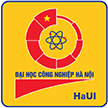 ĐẠI HỌC CÔNG NGHIỆP HÀ NỘI
HaUI